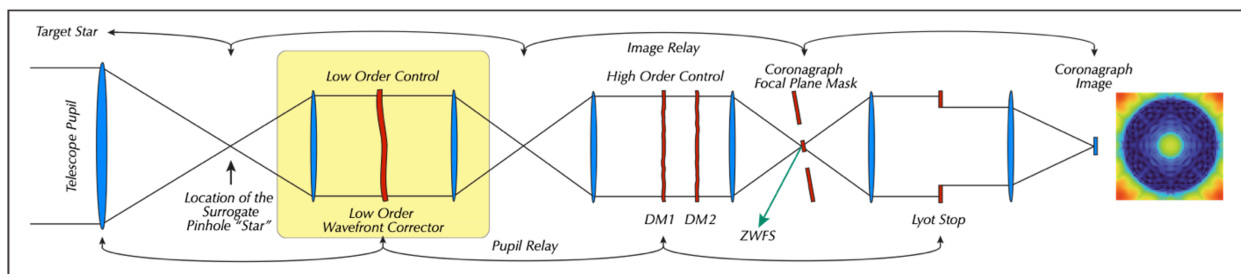 Target Star
Image Relay
Low Order Control
High Order Control
Coronagraph
Focal Plane Mask
Coronagraph
Image
Telescope Pupil
Location of the
Surrogate
Pinhole “Star”
Low Order
Wavefront Corrector
DM1
DM2
ZWFS
Lyot Stop
Pupil Relay